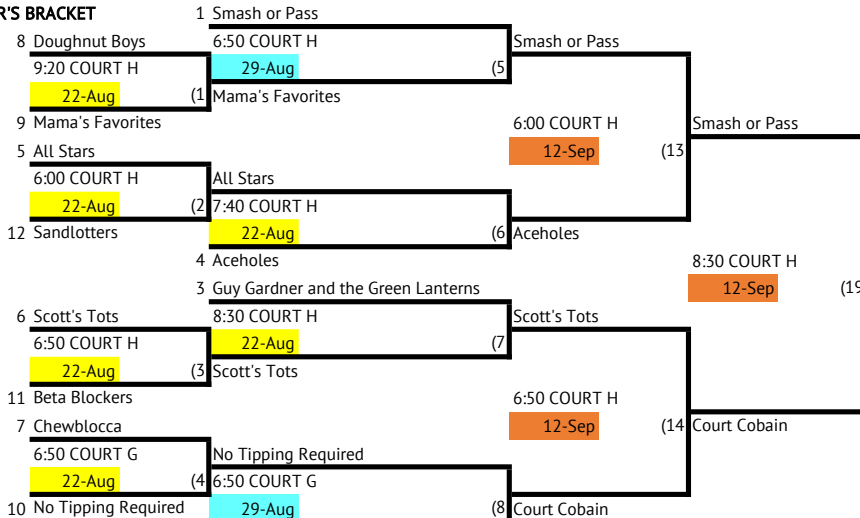 R'S BRACKET
1 Smash or Pass
8 Doughnut Boys
6:50 COURT H
Smash or Pass
9:20 COURT H
29-Aug (5
22-Aug (1
Mama's Favorites
9 Mama's Favorites
6:00 COURT H
Smash or Pass
5 All Stars
12-Sep (13
6:00 COURT H
All Stars
22-Aug (2
7:40 COURT H
12 Sandlotters
22-Aug (6
Aceholes
4 Aceholes
8:30 COURT H
3 Guy Gardner and the Green Lanterns
12-Sep (19
6 Scott's Tots
8:30 COURT H
Scott's Tots
6:50 COURT H
22-Aug (7
22-Aug (3
Scott's Tots
11 Beta Blockers
6:50 COURT H
7 Chewblocca
12-Sep (14
Court Cobain
6:50 COURT G
No Tipping Required
22-Aug (4
6:50 COURT G
10 No Tipping Required
29-Aug (8
Court Cobain